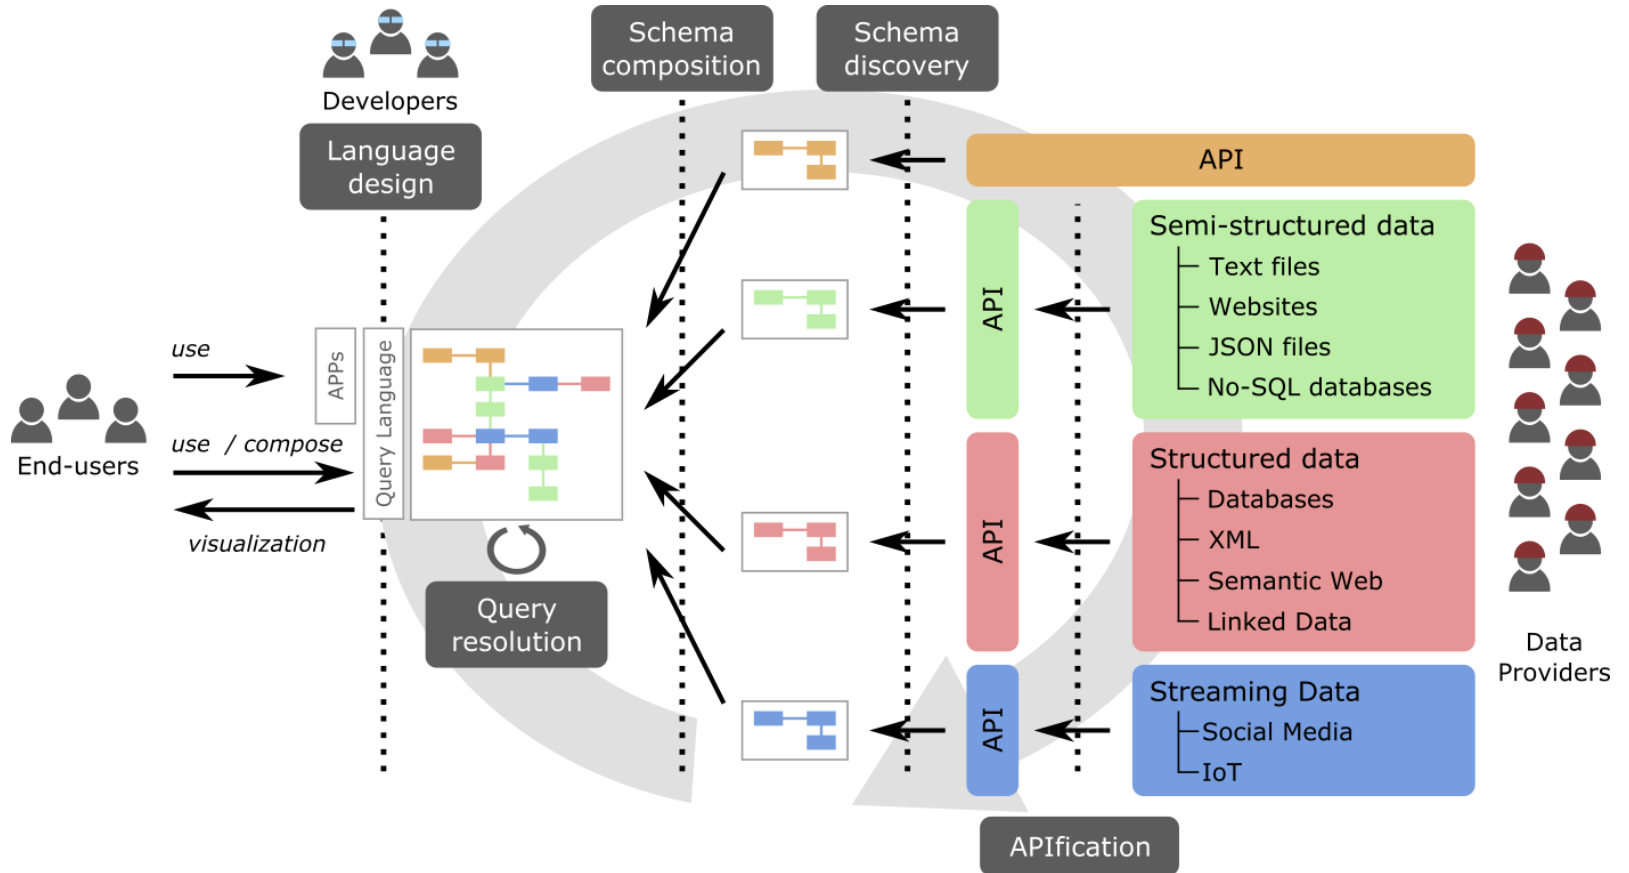 Developers
Language
design
Schema
composition
Schema
discovery
API
API
Semi-structured data
Text files
Websites
JSON files
No-SQL databases
use
APPs
Query Language
End-users
use / compose
visualization
API
Structured data
Databases
XML
Semantic Web
Linked Data
Query
resolution
Data
Providers
API
Streaming Data
Social Media
IoT
APIfication